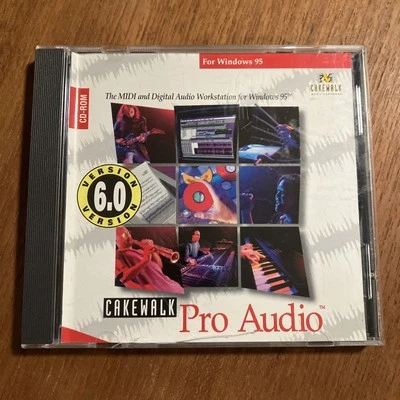 For Windows 95
CAKEWALK
The MIDI and Digital Audio Workstation for Windows 95™
CD-ROM
VERSION
6.0
VERSION
CAKEWALK
Pro Audio™